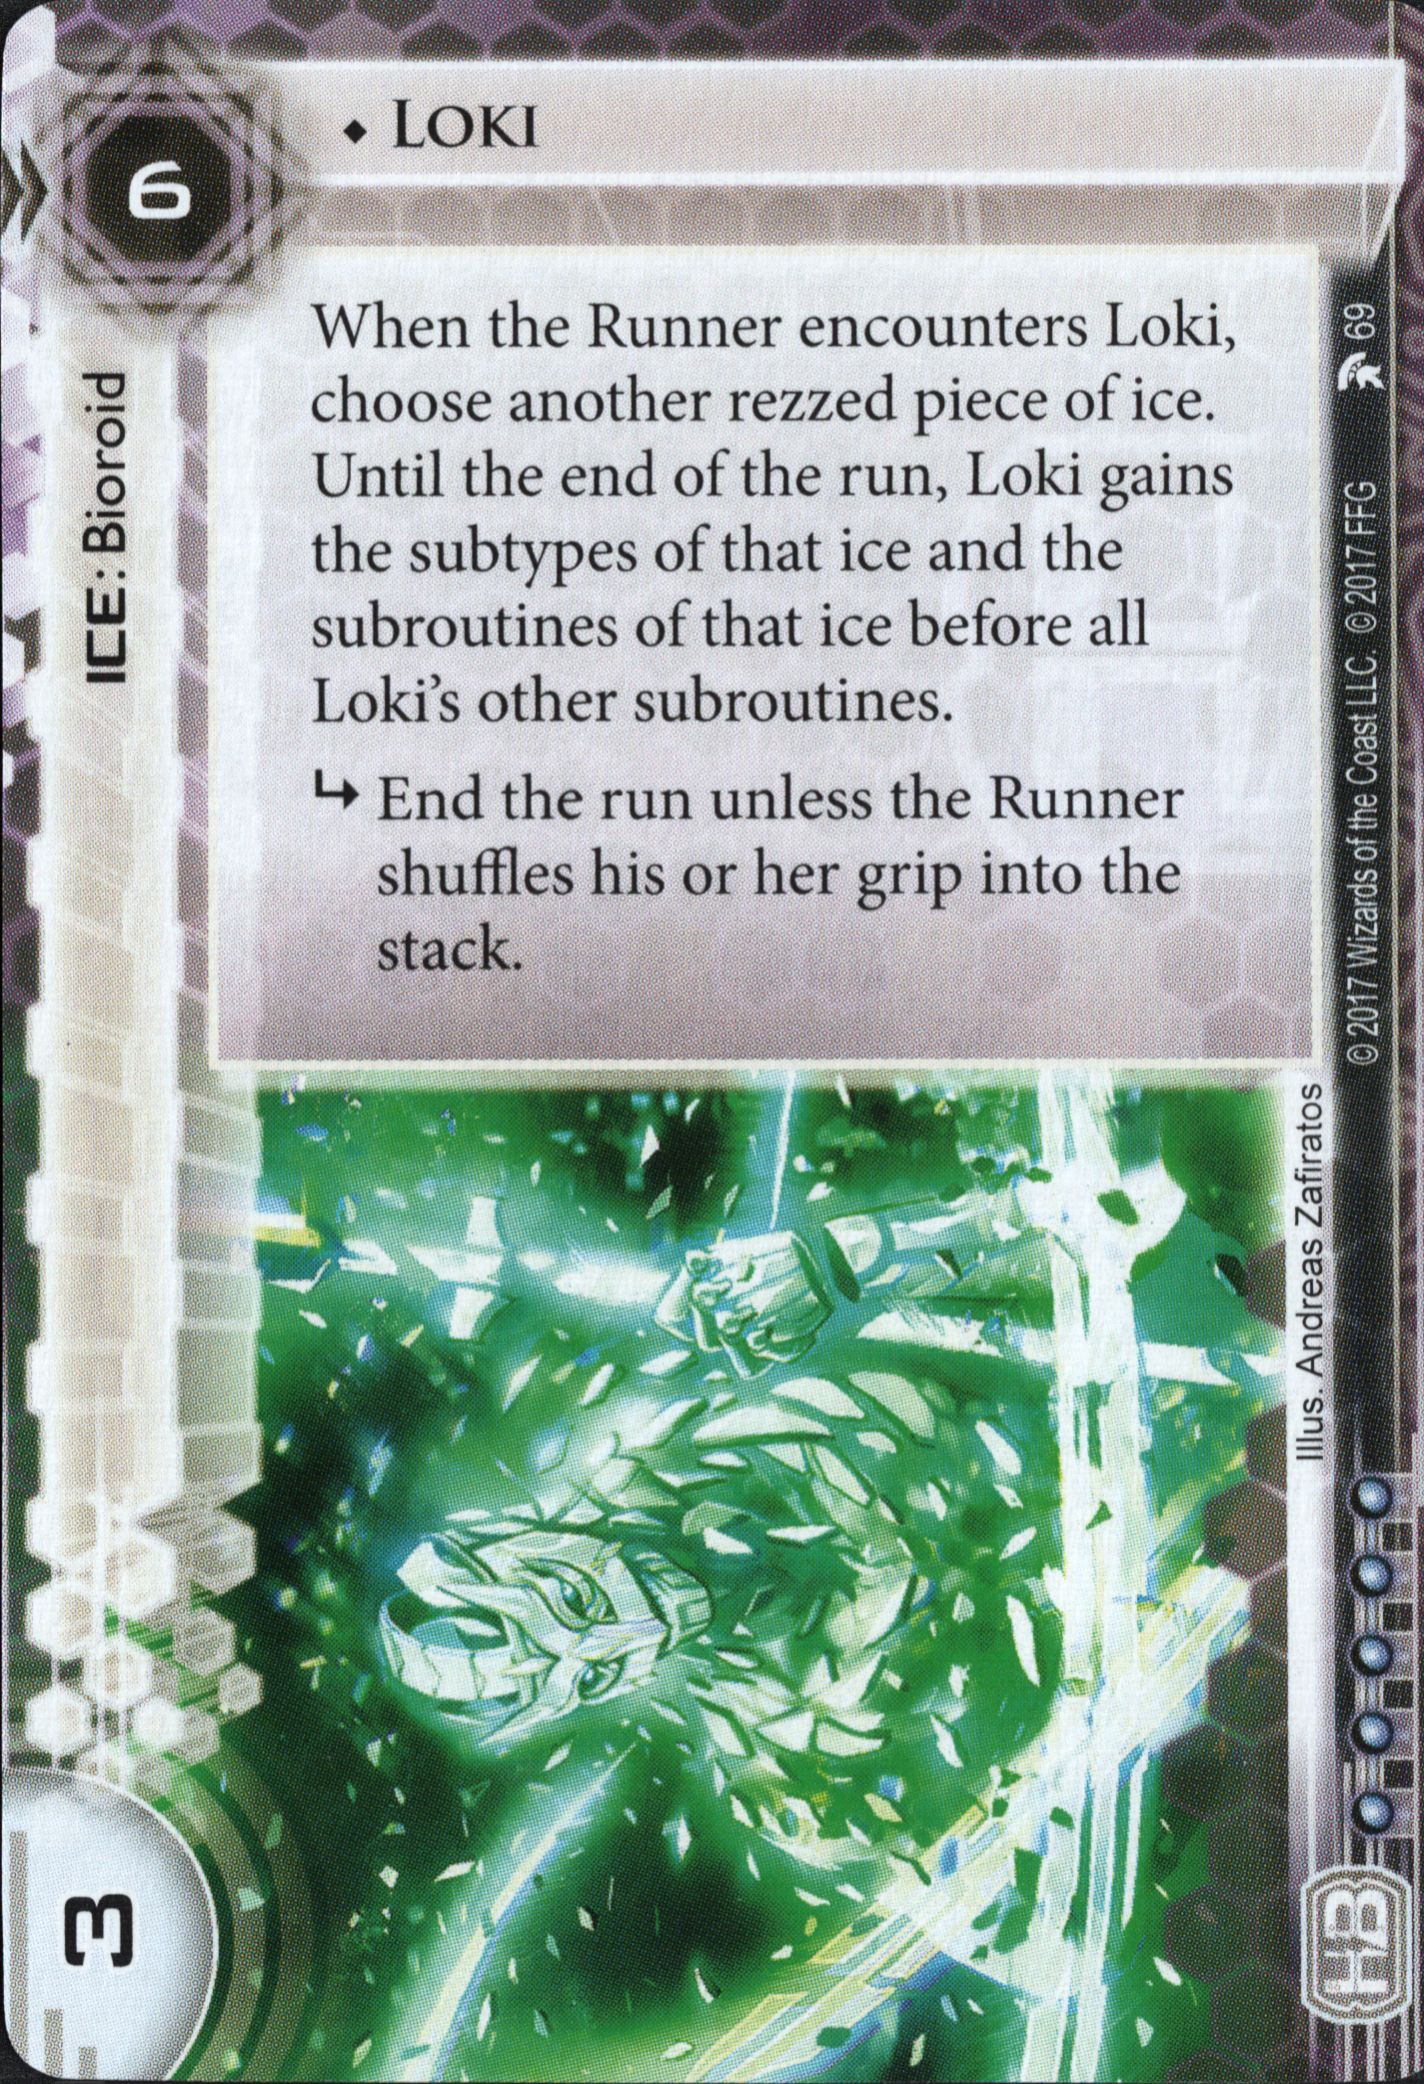 6
◆ LOKI
ICE: Bioroid
When the Runner encounters Loki,
choose another rezzed piece of ice.
Until the end of the run, Loki gains
the subtypes of that ice and the
subroutines of that ice before all
Loki’s other subroutines.
↳ End the run unless the Runner
shuffles his or her grip into the
stack.
3
Illus. Andreas Zafiratos
© 2017 Wizards of the Coast LLC. © 2017 FFG
69
HB